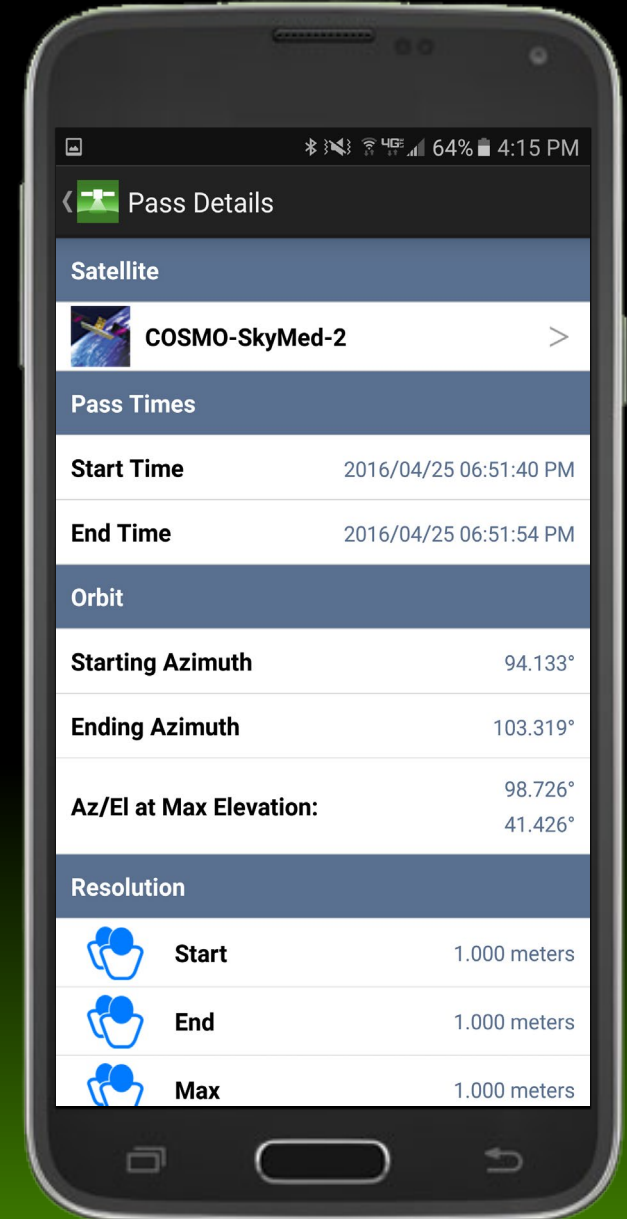 4GE 64% 4:15 PM
Pass Details
Satellite
COSMO-SkyMed-2 >
Pass Times
Start Time 2016/04/25 06:51:40 PM
End Time 2016/04/25 06:51:54 PM
Orbit
Starting Azimuth 94.133°
Ending Azimuth 103.319°
98.726°
Az/El at Max Elevation:
41.426°
Resolution
Start 1.000 meters
End 1.000 meters
Max 1.000 meters